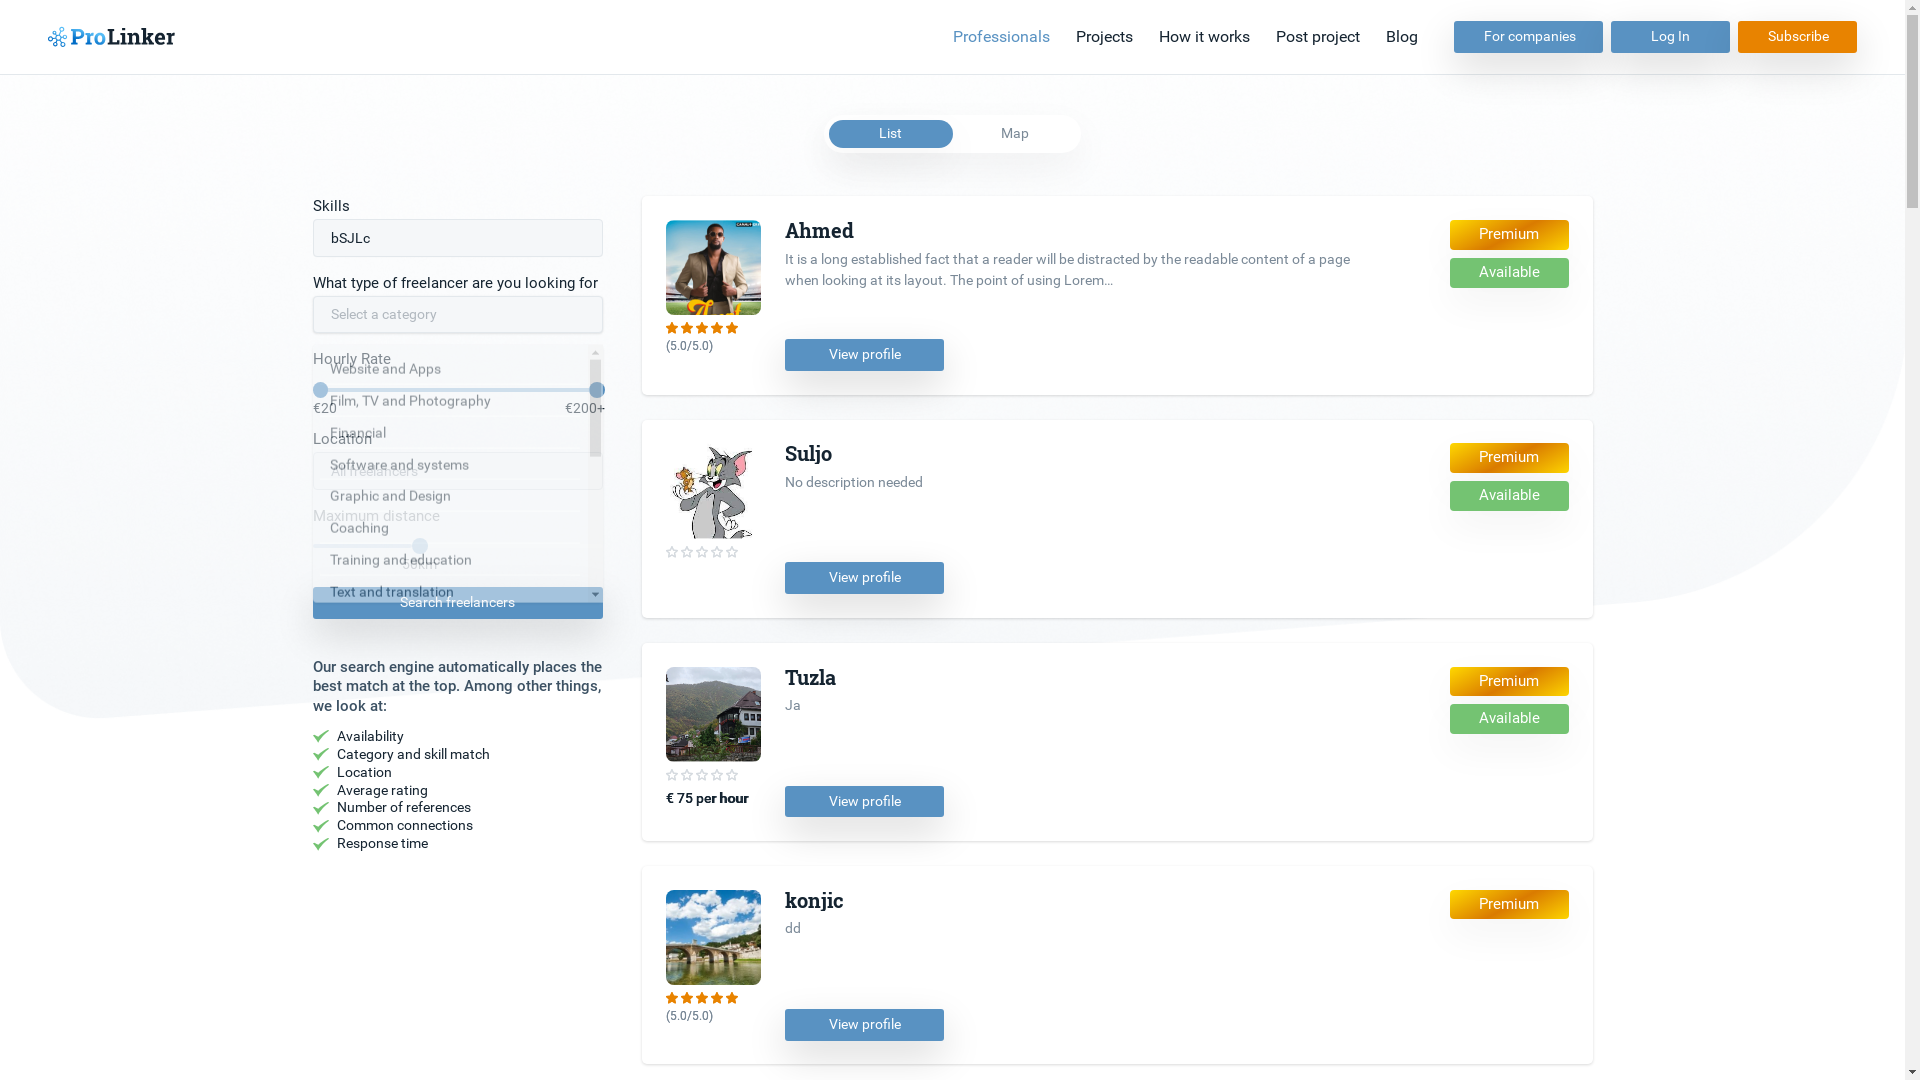 ProLinker
Professionals
Projects
How it works
Post project
Blog
For companies
Log In
Subscribe
List
Map
Skills
bSJLc
What type of freelancer are you looking for
Select a category
Hourly Rate
Website and Apps
Film, TV and Photography
€20
€200+
Financial
Location
Software and systems
All freelancers
Graphic and Design
Maximum distance
Coaching
Training and education
Text and translation
Search freelancers
Our search engine automatically places the
best match at the top. Among other things,
we look at:
Availability
Category and skill match
Location
Average rating
Number of references
Common connections
Response time
Ahmed
It is a long established fact that a reader will be distracted by the readable content of a page
when looking at its layout. The point of using Lorem...
(5.0/5.0)
View profile
Premium
Available
Suljo
No description needed
View profile
Premium
Available
Tuzla
Ja
€ 75 per hour
View profile
Premium
Available
konjic
dd
(5.0/5.0)
View profile
Premium